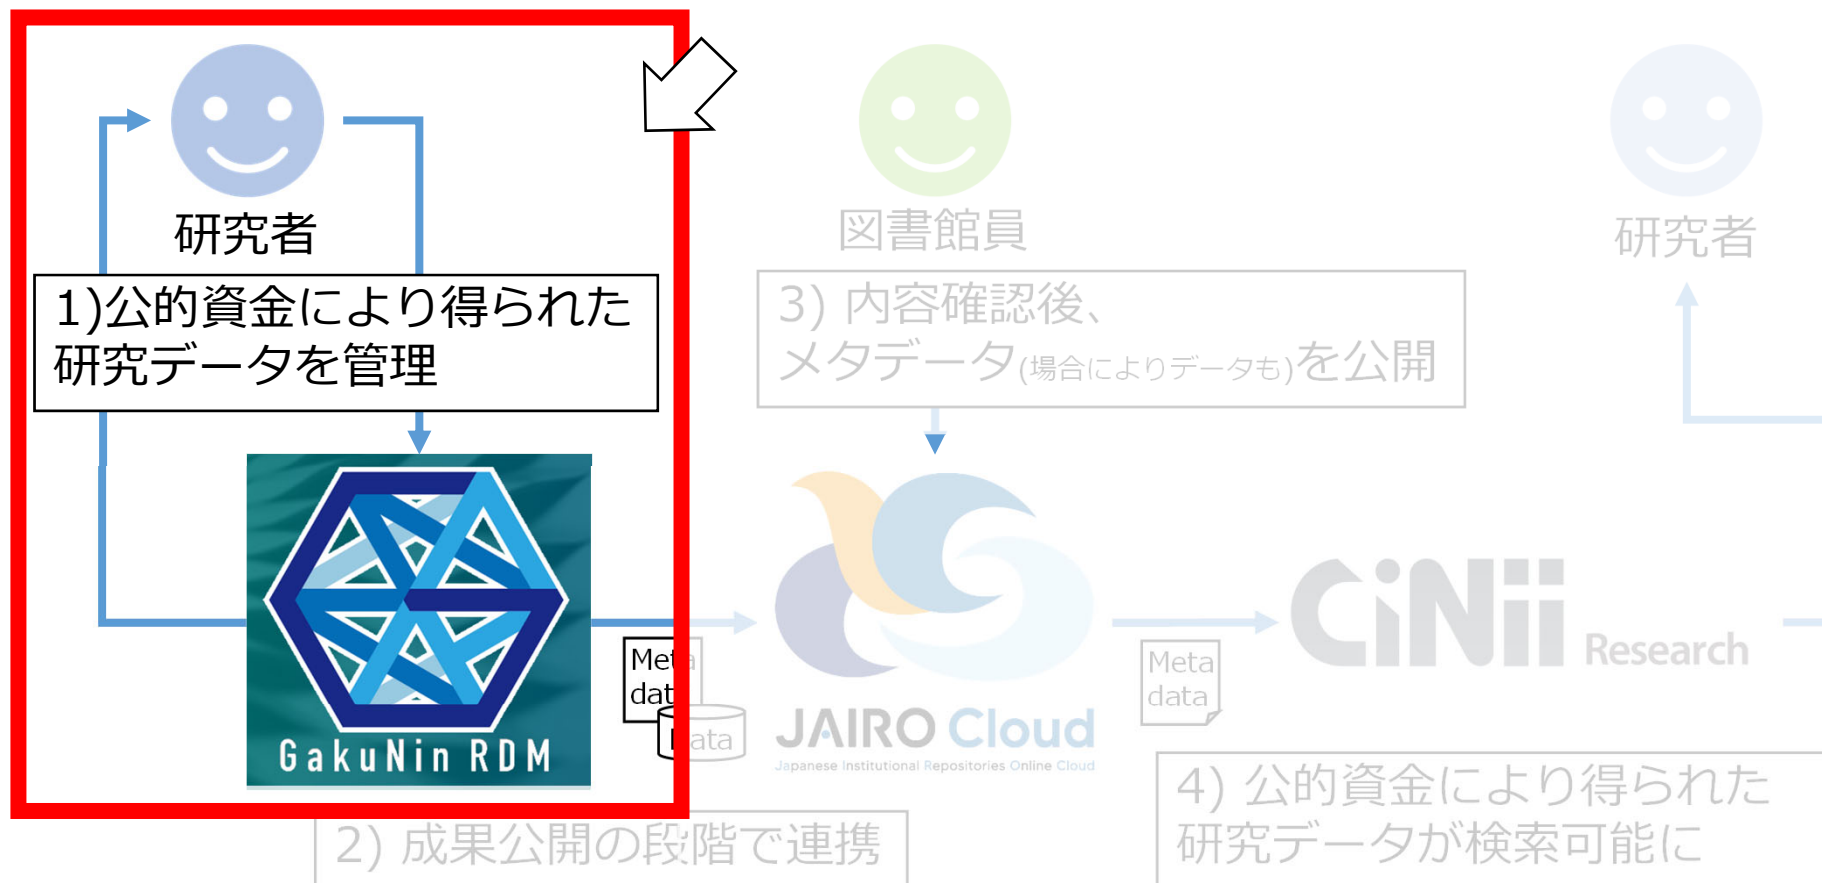 研究者
1)公的資金により得られた
研究データを管理
GakuNin RDM
Meta
data
Data
2) 成果公開の段階で連携
図書館員
3) 内容確認後、
メタデータ(場合によりデータも)を公開
JAIRO Cloud
Japanese Institutional Repositories Online Cloud
Meta
data
CiNii Research
4) 公的資金により得られた
研究データが検索可能に
研究者